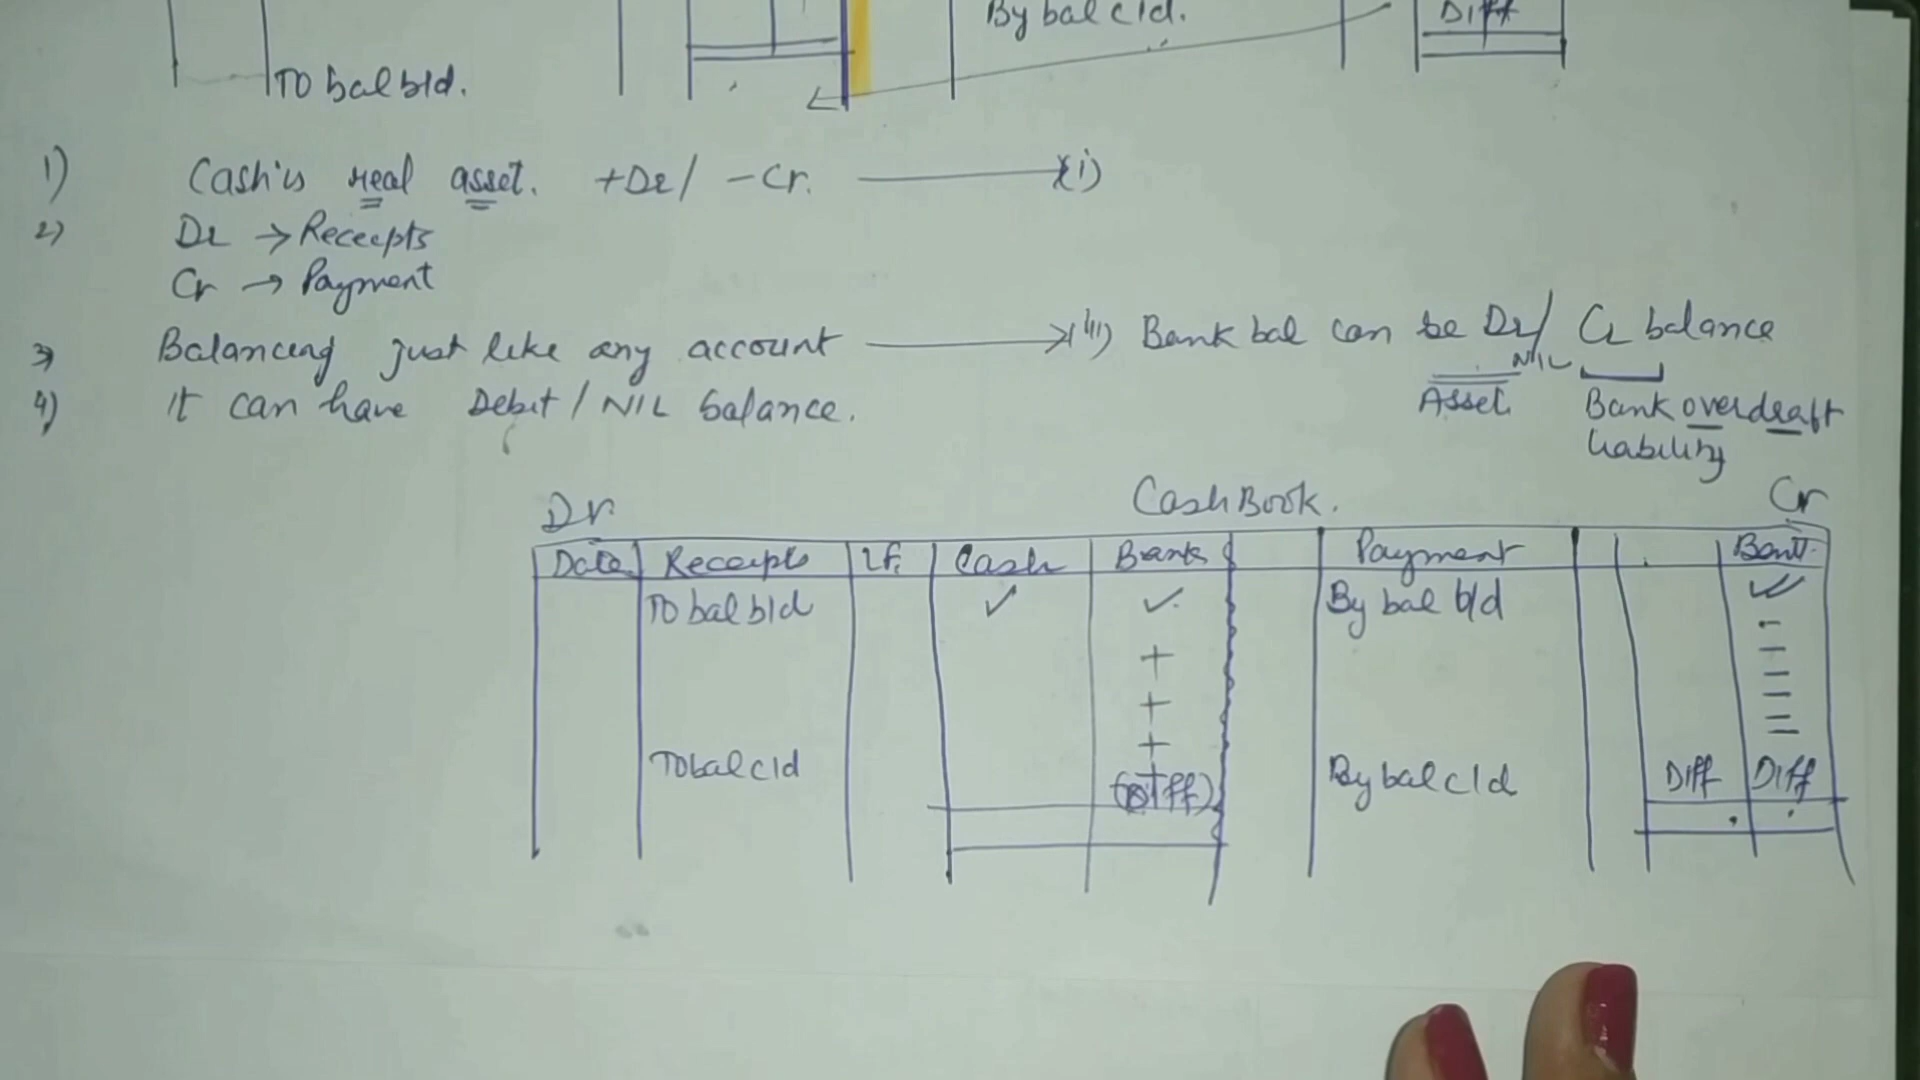 By bal c/d.
Diff
To bal b/d.
1) Cash is real asset. +Dr/ -Cr. (i)
2) Dr → Receipts
Cr → Payment
3) Balancing just like any account → (iii) Bank bal can be Dr/ Cr balance
NIL
4) It can have Debit / NIL balance.
Asset. Bank overdraft
liability
Dr Cash Book. Cr
Date Receipts Lf. Cash Bank Payment Bank
To bal b/d ✓ ✓ By bal b/d ✓
+ -
+ -
+ -
To bal c/d (Diff) By bal c/d Diff Diff